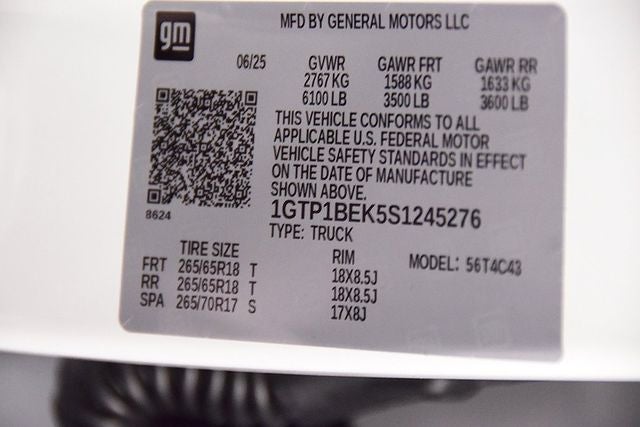 gm
MFD BY GENERAL MOTORS LLC
06/25 GVWR GAWR FRT GAWR RR
2767 KG 1588 KG 1633 KG
6100 LB 3500 LB 3600 LB
THIS VEHICLE CONFORMS TO ALL
APPLICABLE U.S. FEDERAL MOTOR
VEHICLE SAFETY STANDARDS IN EFFECT
ON THE DATE OF MANUFACTURE
SHOWN ABOVE.
8624
1GTP1BEK5S1245276
TYPE: TRUCK
TIRE SIZE RIM MODEL: 56T4C43
FRT 265/65R18 T 18X8.5J
RR 265/65R18 T 18X8.5J
SPA 265/70R17 S 17X8J